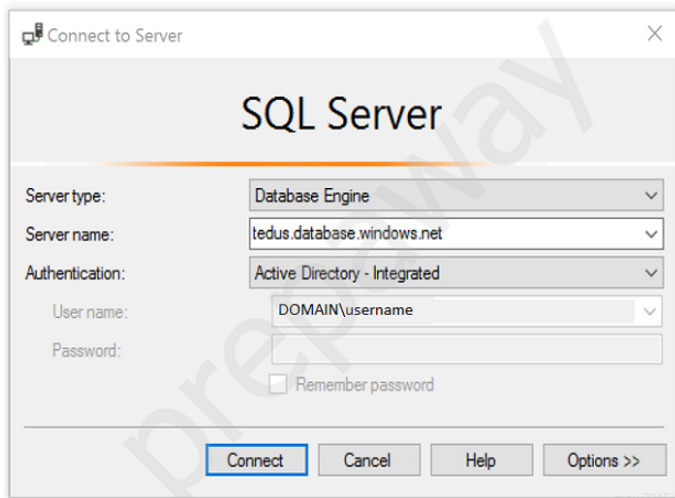 Connect to Server
SQL Server
Server type: Database Engine
Server name: tedus.database.windows.net
Authentication: Active Directory - Integrated
User name: DOMAIN\username
Password:
Remember password
Connect Cancel Help Options >>
prepaway